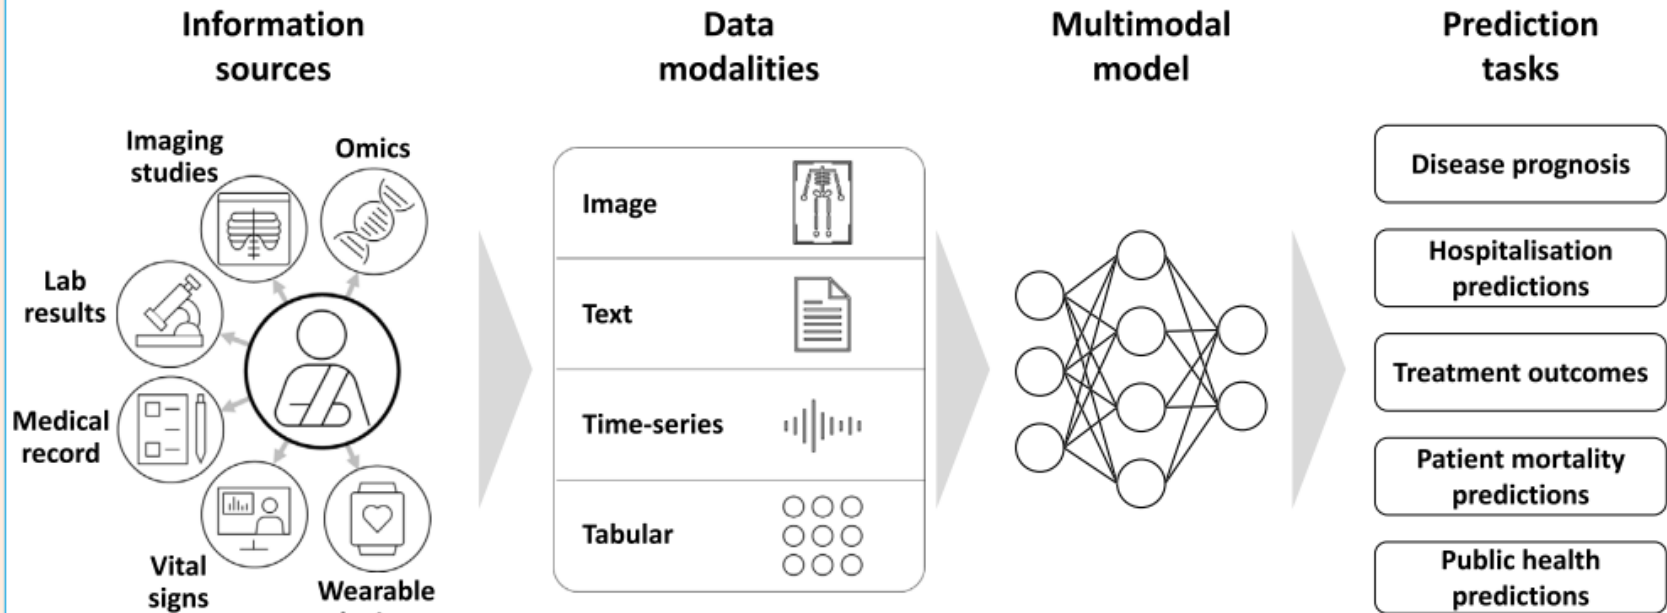 Information
sources
Data
modalities
Multimodal
model
Prediction
tasks
Imaging
studies
Omics
Lab
results
Medical
record
Vital
signs
Wearable
Image
Text
Time-series
Tabular
Disease prognosis
Hospitalisation
predictions
Treatment outcomes
Patient mortality
predictions
Public health
predictions